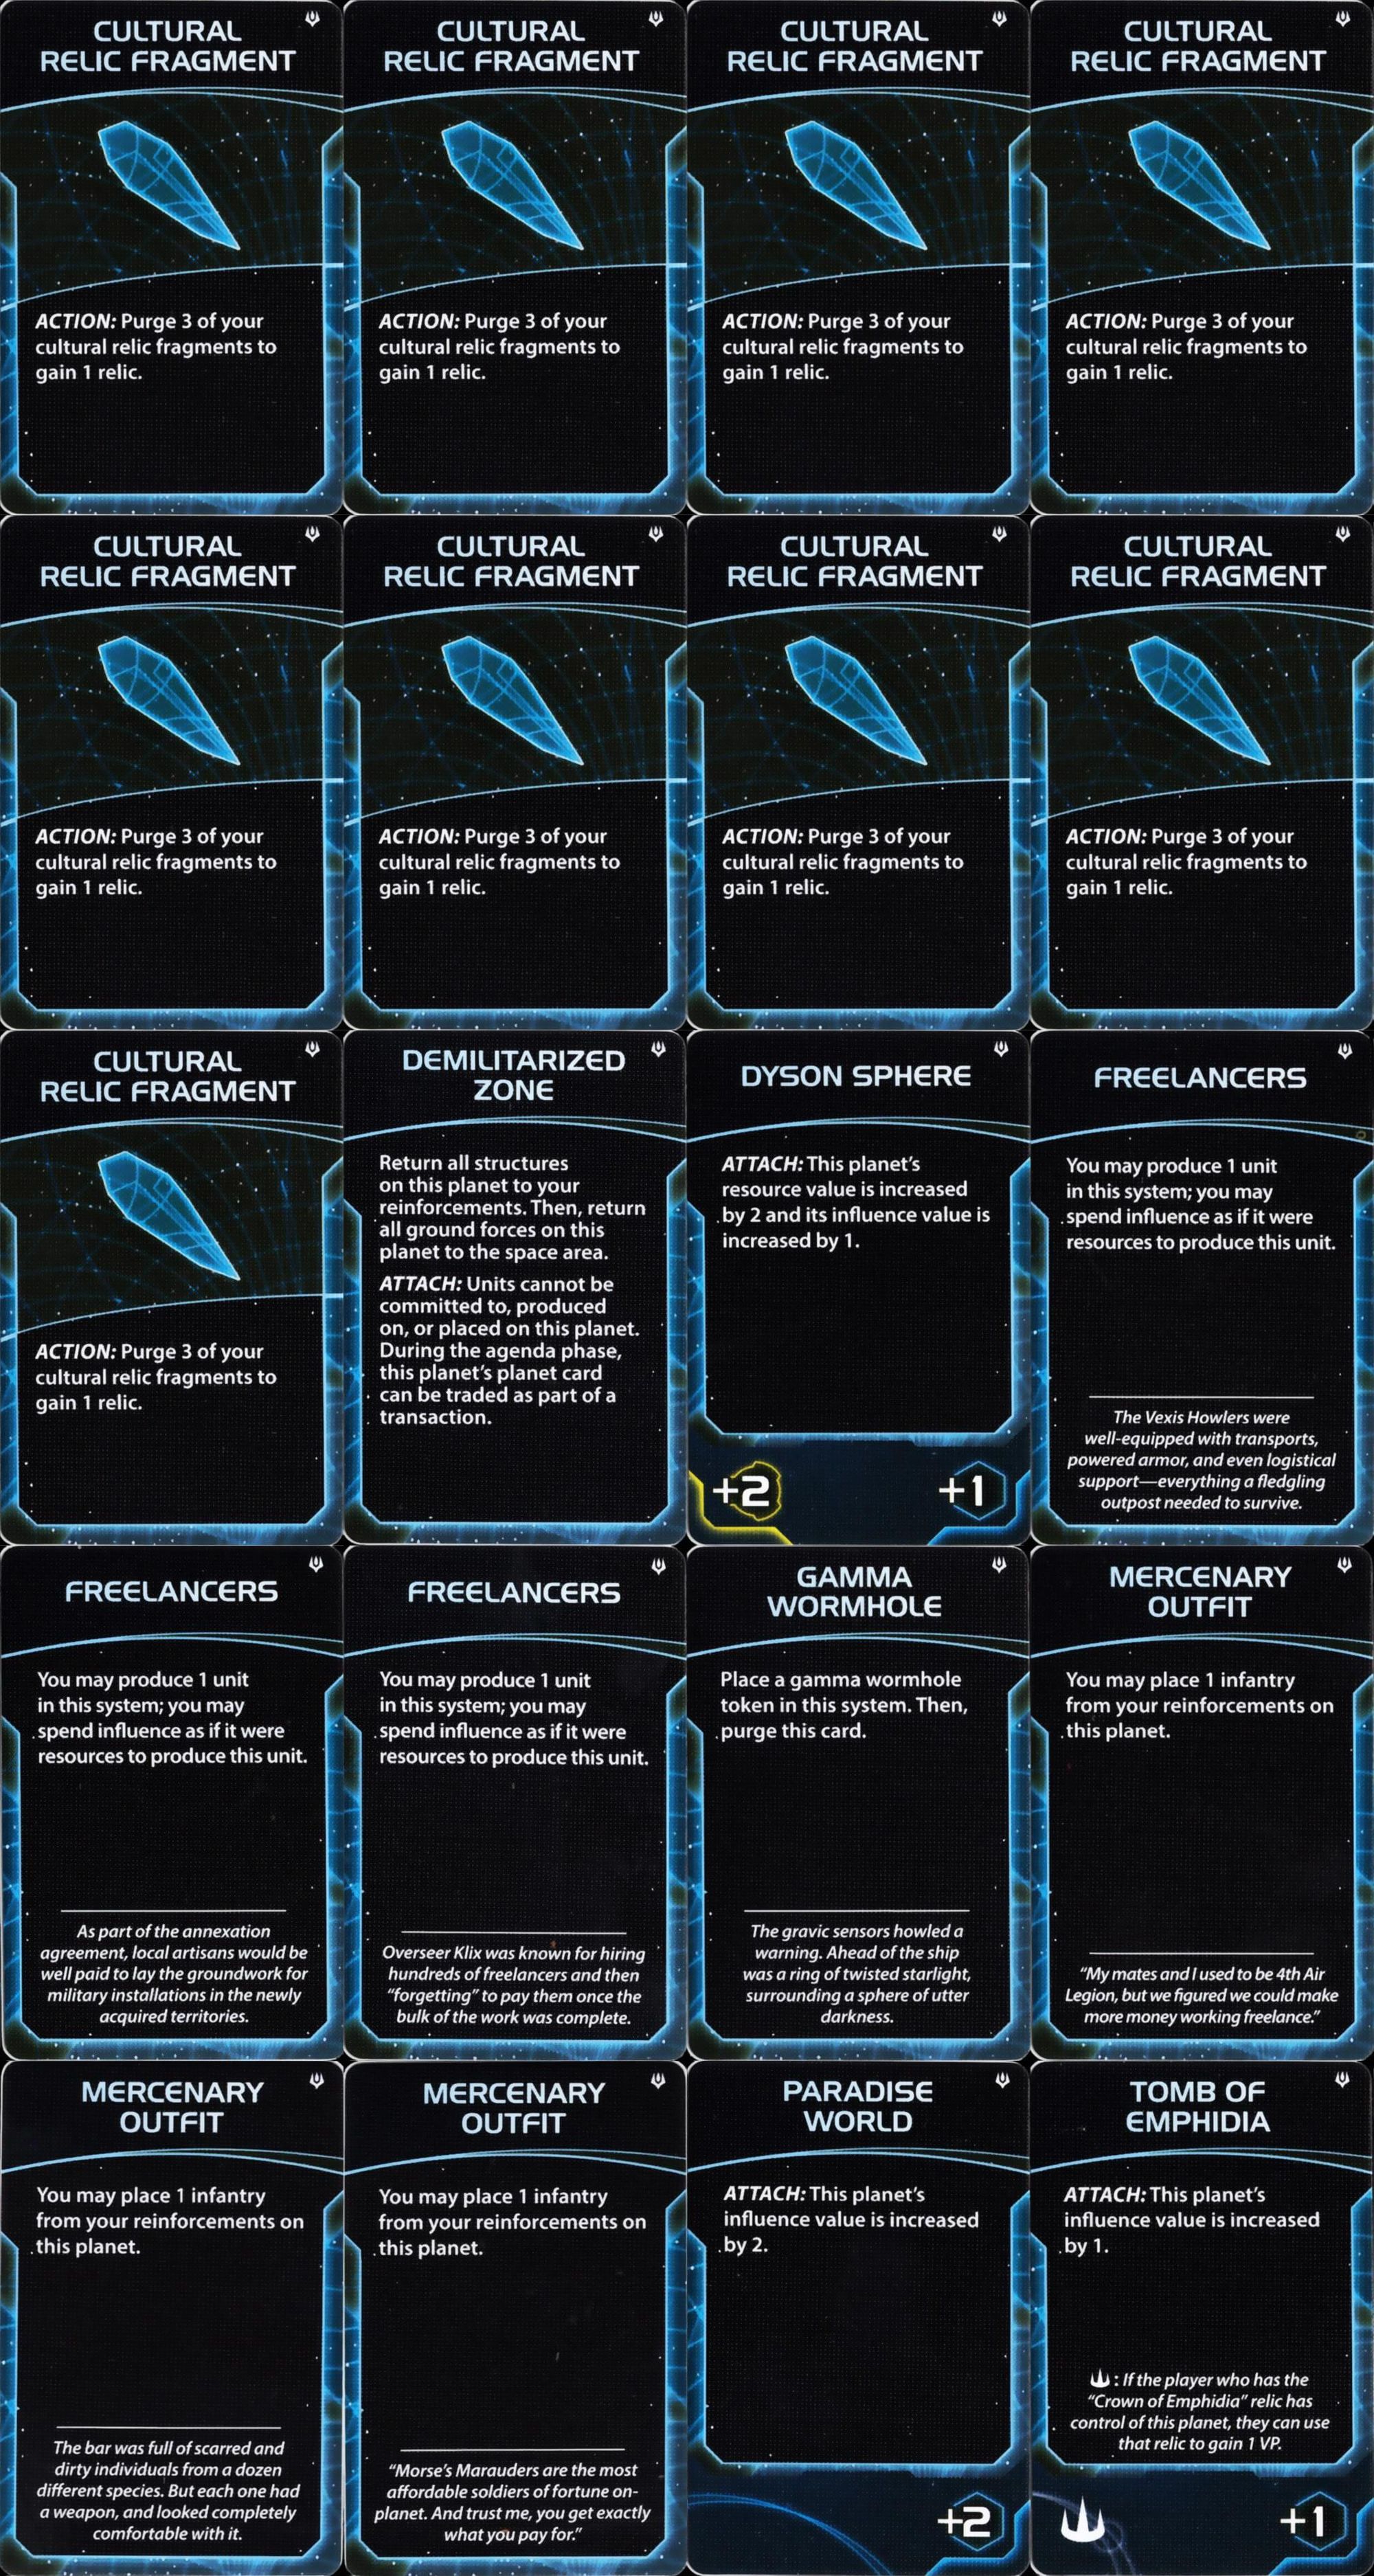 CULTURAL
RELIC FRAGMENT
ACTION: Purge 3 of your
cultural relic fragments to
gain 1 relic.
CULTURAL
RELIC FRAGMENT
ACTION: Purge 3 of your
cultural relic fragments to
gain 1 relic.
CULTURAL
RELIC FRAGMENT
ACTION: Purge 3 of your
cultural relic fragments to
gain 1 relic.
CULTURAL
RELIC FRAGMENT
ACTION: Purge 3 of your
cultural relic fragments to
gain 1 relic.
CULTURAL
RELIC FRAGMENT
ACTION: Purge 3 of your
cultural relic fragments to
gain 1 relic.
CULTURAL
RELIC FRAGMENT
ACTION: Purge 3 of your
cultural relic fragments to
gain 1 relic.
CULTURAL
RELIC FRAGMENT
ACTION: Purge 3 of your
cultural relic fragments to
gain 1 relic.
CULTURAL
RELIC FRAGMENT
ACTION: Purge 3 of your
cultural relic fragments to
gain 1 relic.
CULTURAL
RELIC FRAGMENT
ACTION: Purge 3 of your
cultural relic fragments to
gain 1 relic.
DEMILITARIZED
ZONE
Return all structures
on this planet to your
reinforcements. Then, return
all ground forces on this
planet to the space area.
ATTACH: Units cannot be
committed to, produced
on, or placed on this planet.
During the agenda phase,
this planet's planet card
can be traded as part of a
transaction.
DYSON SPHERE
ATTACH: This planet's
resource value is increased
by 2 and its influence value is
increased by 1.
+2
+1
FREELANCERS
You may produce 1 unit
in this system; you may
spend influence as if it were
resources to produce this unit.
The Vexis Howlers were
well-equipped with transports,
powered armor, and even logistical
support—everything a fledgling
outpost needed to survive.
FREELANCERS
You may produce 1 unit
in this system; you may
spend influence as if it were
resources to produce this unit.
As part of the annexation
agreement, local artisans would be
well paid to lay the groundwork for
military installations in the newly
acquired territories.
FREELANCERS
You may produce 1 unit
in this system; you may
spend influence as if it were
resources to produce this unit.
Overseer Klix was known for hiring
hundreds of freelancers and then
“forgetting” to pay them once the
bulk of the work was complete.
GAMMA
WORMHOLE
Place a gamma wormhole
token in this system. Then,
purge this card.
The gravic sensors howled a
warning. Ahead of the ship
was a ring of twisted starlight,
surrounding a sphere of utter
darkness.
MERCENARY
OUTFIT
You may place 1 infantry
from your reinforcements on
this planet.
“My mates and I used to be 4th Air
Legion, but we figured we could make
more money working freelance.”
MERCENARY
OUTFIT
You may place 1 infantry
from your reinforcements on
this planet.
The bar was full of scarred and
dirty individuals from a dozen
different species. But each one had
a weapon, and looked completely
comfortable with it.
MERCENARY
OUTFIT
You may place 1 infantry
from your reinforcements on
this planet.
“Morse's Marauders are the most
affordable soldiers of fortune on-
planet. And trust me, you get exactly
what you pay for.”
PARADISE
WORLD
ATTACH: This planet's
influence value is increased
by 2.
+2
TOMB OF
EMPHIDIA
ATTACH: This planet's
influence value is increased
by 1.
: If the player who has the
“Crown of Emphidia” relic has
control of this planet, they can use
that relic to gain 1 VP.
+1